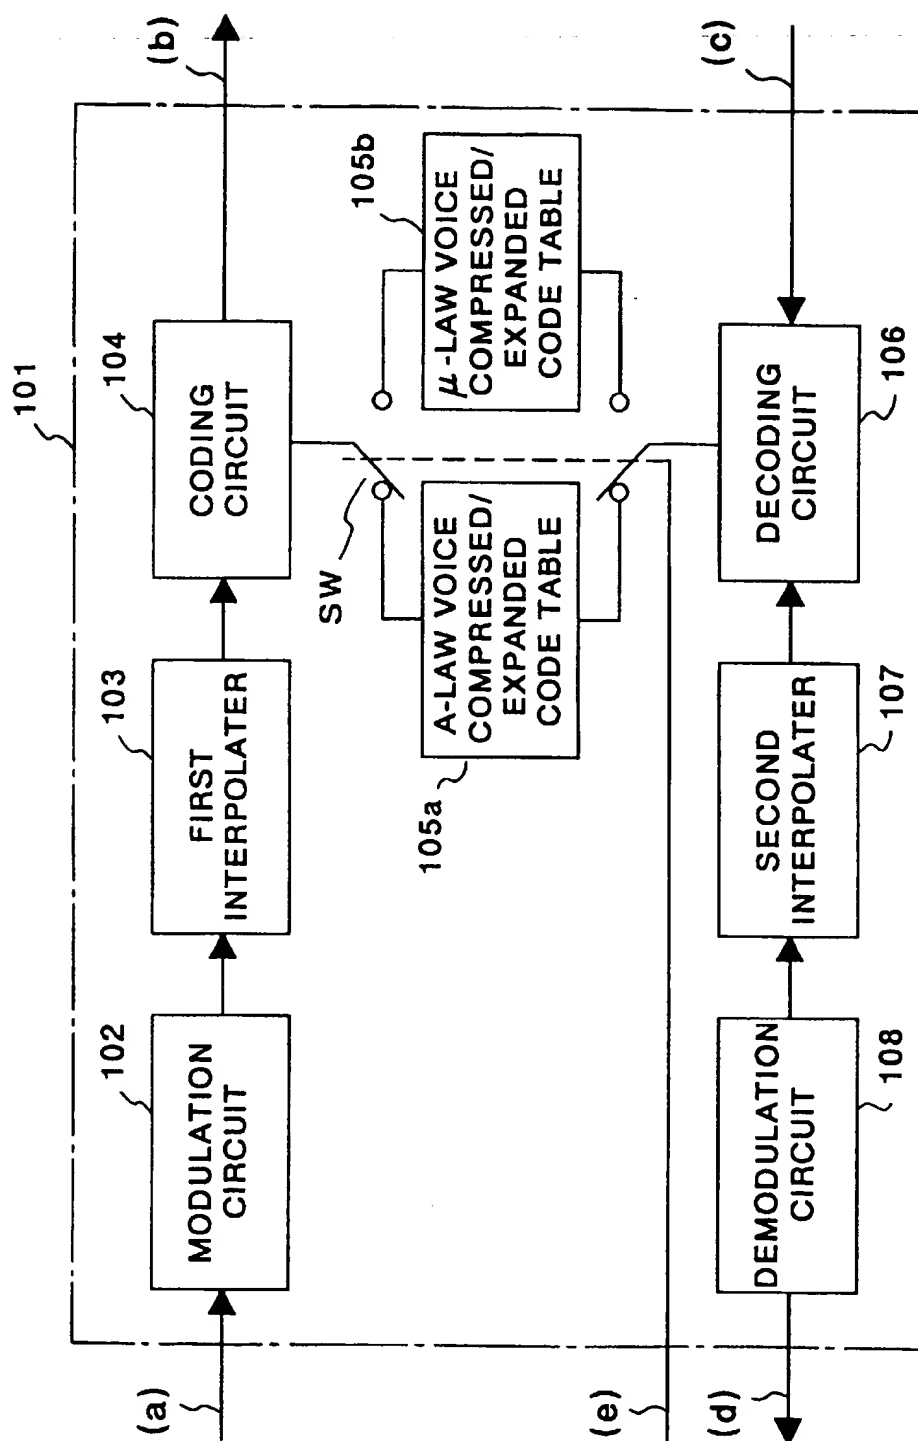 101
(a)
102
MODULATION
CIRCUIT
103
FIRST
INTERPOLATER
104
CODING
CIRCUIT
(b)
SW
105a
A-LAW VOICE
COMPRESSED/
EXPANDED
CODE TABLE
105b
μ-LAW VOICE
COMPRESSED/
EXPANDED
CODE TABLE
(e)
(d)
DEMODULATION
CIRCUIT
108
SECOND
INTERPOLATER
107
DECODING
CIRCUIT
106
(c)